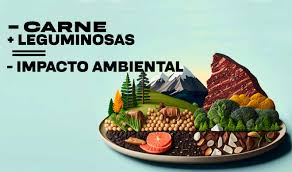 - CARNE
+ LEGUMINOSAS
=
- IMPACTO AMBIENTAL